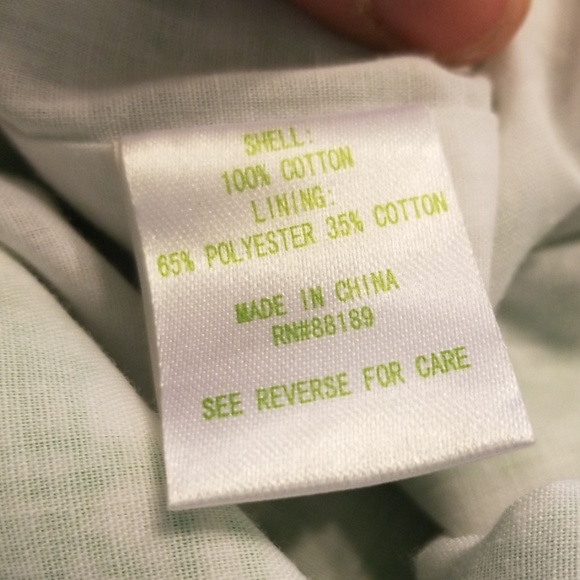 SHELL:
100% COTTON
LINING:
65% POLYESTER 35% COTTON
MADE IN CHINA
RN#88189
SEE REVERSE FOR CARE